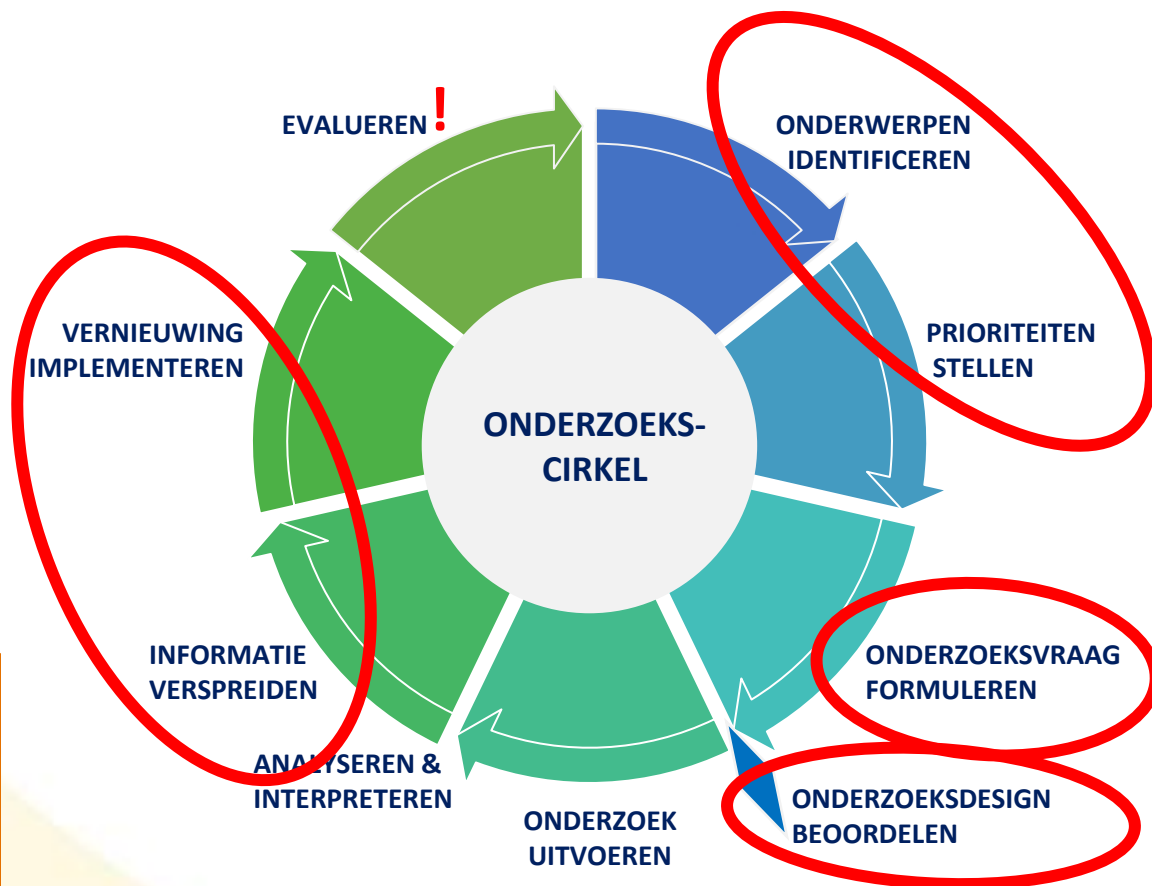 EVALUEREN!
ONDERWERPEN
IDENTIFICEREN
PRIORITEITEN
STELLEN
ONDERZOEKSVRAAG
FORMULEREN
ONDERZOEKSDESIGN
BEOORDELEN
ONDERZOEK
UITVOEREN
ANALYSEREN &
INTERPRETEREN
INFORMATIE
VERSPREIDEN
VERNIEUWING
IMPLEMENTEREN
ONDERZOEKS-
CIRKEL